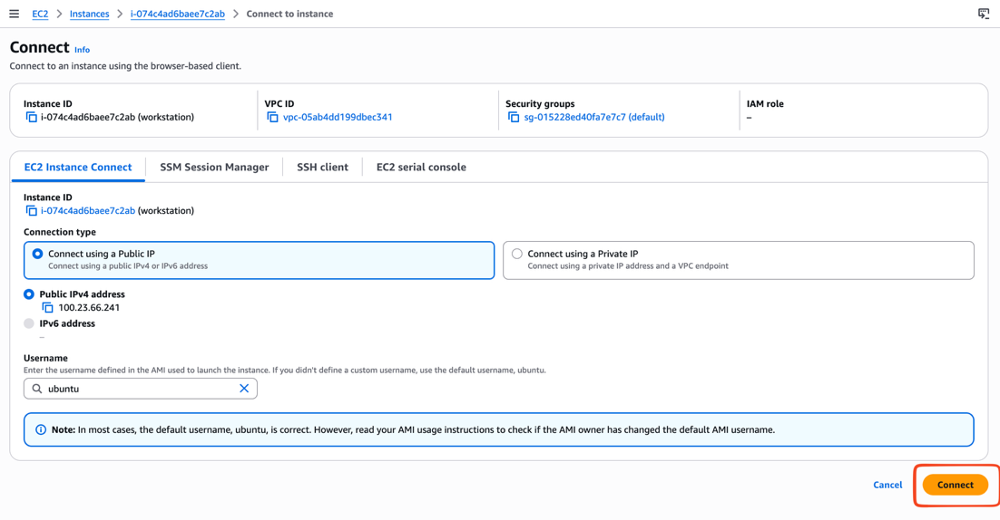 EC2 > Instances > i-074c4ad6baee7c2ab > Connect to instance
Connect Info
Connect to an instance using the browser-based client.
Instance ID
i-074c4ad6baee7c2ab (workstation)
VPC ID
vpc-05ab4dd199dbec341
Security groups
sg-015228ed40fa7e7c7 (default)
IAM role
–
EC2 Instance Connect
SSM Session Manager
SSH client
EC2 serial console
Instance ID
i-074c4ad6baee7c2ab (workstation)
Connection type
Connect using a Public IP
Connect using a public IPv4 or IPv6 address
Connect using a Private IP
Connect using a private IP address and a VPC endpoint
Public IPv4 address
100.23.66.241
IPv6 address
–
Username
Enter the username defined in the AMI used to launch the instance. If you didn't define a custom username, use the default username, ubuntu.
ubuntu
Note: In most cases, the default username, ubuntu, is correct. However, read your AMI usage instructions to check if the AMI owner has changed the default AMI username.
Cancel
Connect